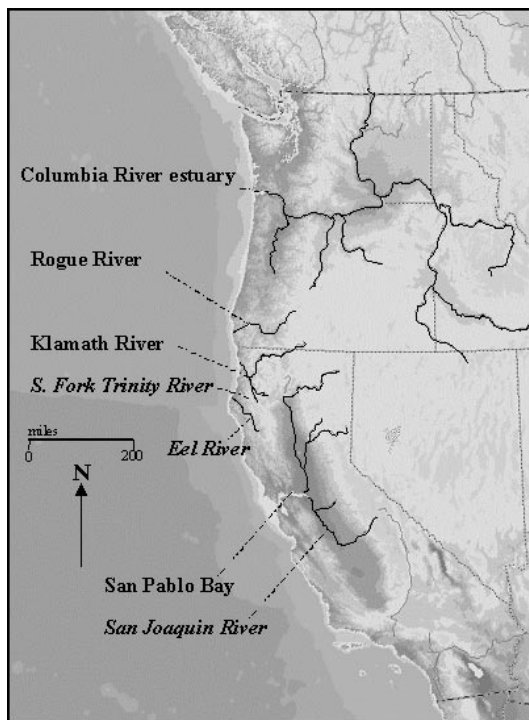 Columbia River estuary
Rogue River
Klamath River
S. Fork Trinity River
miles
0 200
Eel River
N
San Pablo Bay
San Joaquin River